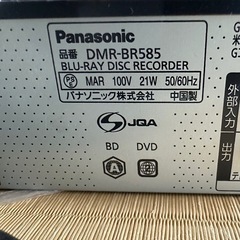 Panasonic
品番 DMR-BR585
BLU-RAY DISC RECORDER
PS E MAR 100V 21W 50/60Hz
パナソニック株式会社 中国製
JQA
BD DVD
A
外部入力
出力